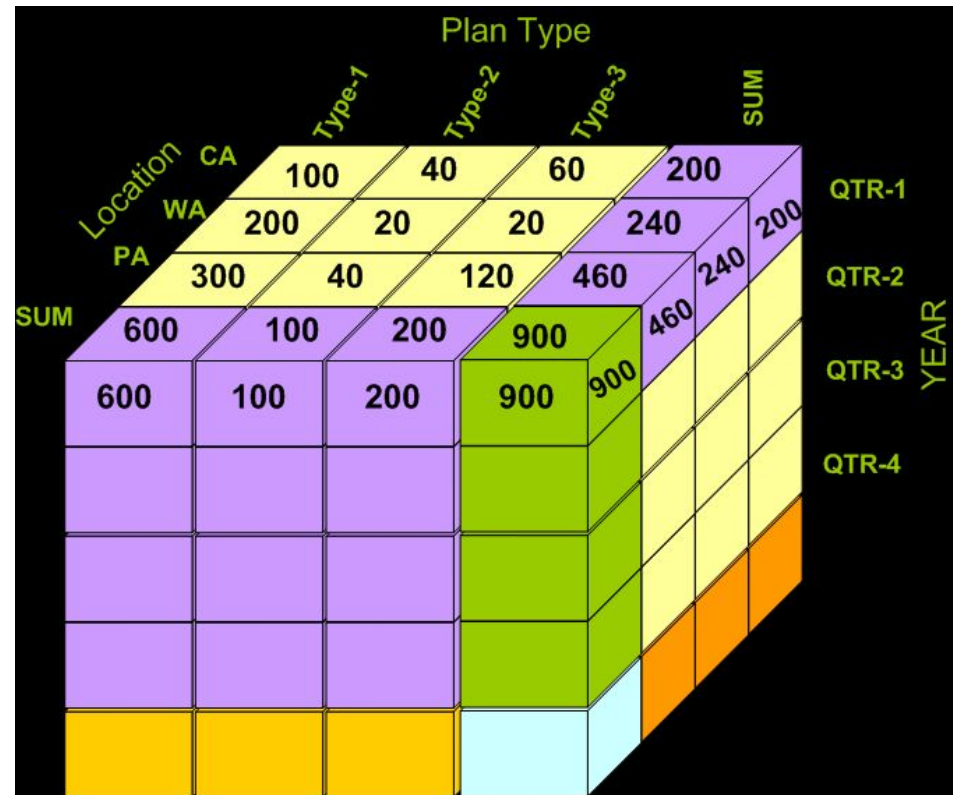 Plan Type
Type-1 Type-2 Type-3 SUM
Location
CA 100 40 60 200 QTR-1
WA 200 20 20 240 200
PA 300 40 120 460 240 QTR-2
SUM 600 100 200 900 460
600 100 200 900 900 QTR-3
YEAR
QTR-4